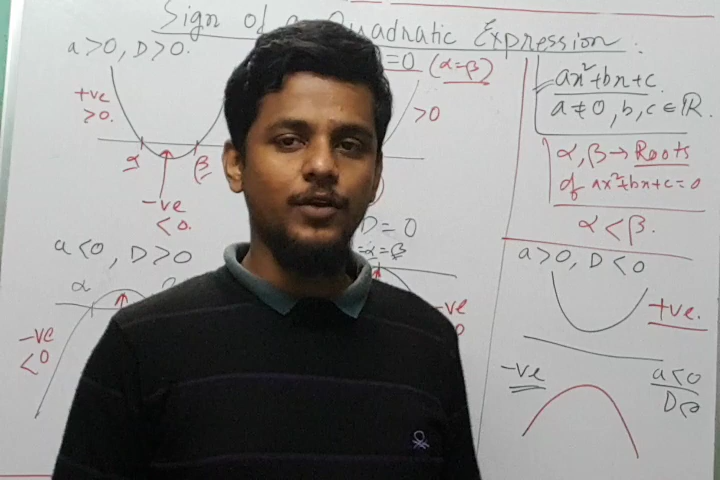 Sign of a Quadratic Expression.
a>0, D>0.
=0 (α=β)
+ve
>0.
>0
α
β
-ve
<0.
ax²+bx+c.
a≠0, b, c ∈ ℝ.
α, β → Roots
of ax²+bx+c=0
α<β.
a<0, D>0
D=0
=α=β
α
-ve
<0
-ve
a>0, D<0
+ve.
-ve
a<0